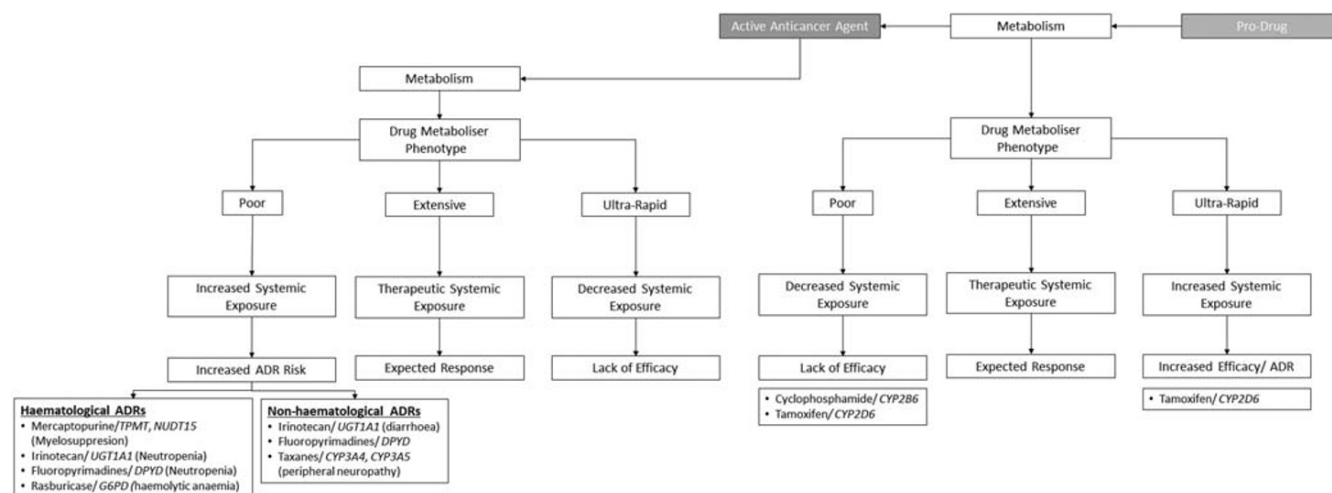 Active Anticancer Agent
Metabolism
Pro-Drug
Metabolism
Drug Metaboliser
Phenotype
Poor
Extensive
Ultra-Rapid
Increased Systemic
Exposure
Therapeutic Systemic
Exposure
Decreased Systemic
Exposure
Increased ADR Risk
Expected Response
Lack of Efficacy
Haematological ADRs
• Mercaptopurine/TPMT, NUDT15
(Myelosuppresion)
• Irinotecan/ UGT1A1 (Neutropenia)
• Fluoropyrimadines/ DPYD (Neutropenia)
• Rasburicase/ G6PD (haemolytic anaemia)
Non-haematological ADRs
• Irinotecan/ UGT1A1 (diarrhoea)
• Fluoropyrimadines/ DPYD
• Taxanes/ CYP3A4, CYP3A5
(peripheral neuropathy)
Drug Metaboliser
Phenotype
Poor
Extensive
Ultra-Rapid
Decreased Systemic
Exposure
Therapeutic Systemic
Exposure
Increased Systemic
Exposure
Lack of Efficacy
Expected Response
Increased Efficacy/ ADR
• Cyclophosphamide/ CYP2B6
• Tamoxifen/ CYP2D6
• Tamoxifen/ CYP2D6